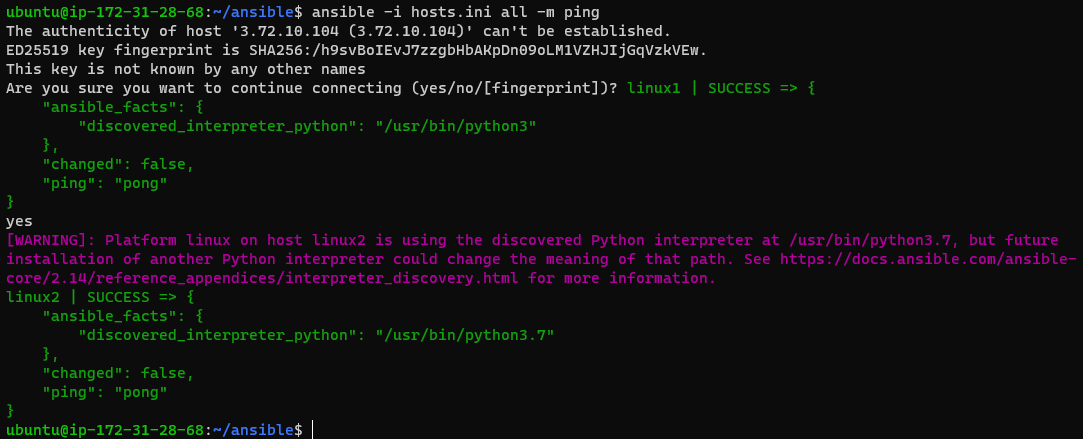 ubuntu@ip-172-31-28-68:~/ansible$ ansible -i hosts.ini all -m ping
The authenticity of host '3.72.10.104 (3.72.10.104)' can't be established.
ED25519 key fingerprint is SHA256:/h9svBoIEvJ7zzgbHbAKpDn09oLM1VZHJIjGqVzkVEw.
This key is not known by any other names
Are you sure you want to continue connecting (yes/no/[fingerprint])? linux1 | SUCCESS => {
    "ansible_facts": {
        "discovered_interpreter_python": "/usr/bin/python3"
    },
    "changed": false,
    "ping": "pong"
}
yes
[WARNING]: Platform linux on host linux2 is using the discovered Python interpreter at /usr/bin/python3.7, but future
installation of another Python interpreter could change the meaning of that path. See https://docs.ansible.com/ansible-
core/2.14/reference_appendices/interpreter_discovery.html for more information.
linux2 | SUCCESS => {
    "ansible_facts": {
        "discovered_interpreter_python": "/usr/bin/python3.7"
    },
    "changed": false,
    "ping": "pong"
}
ubuntu@ip-172-31-28-68:~/ansible$